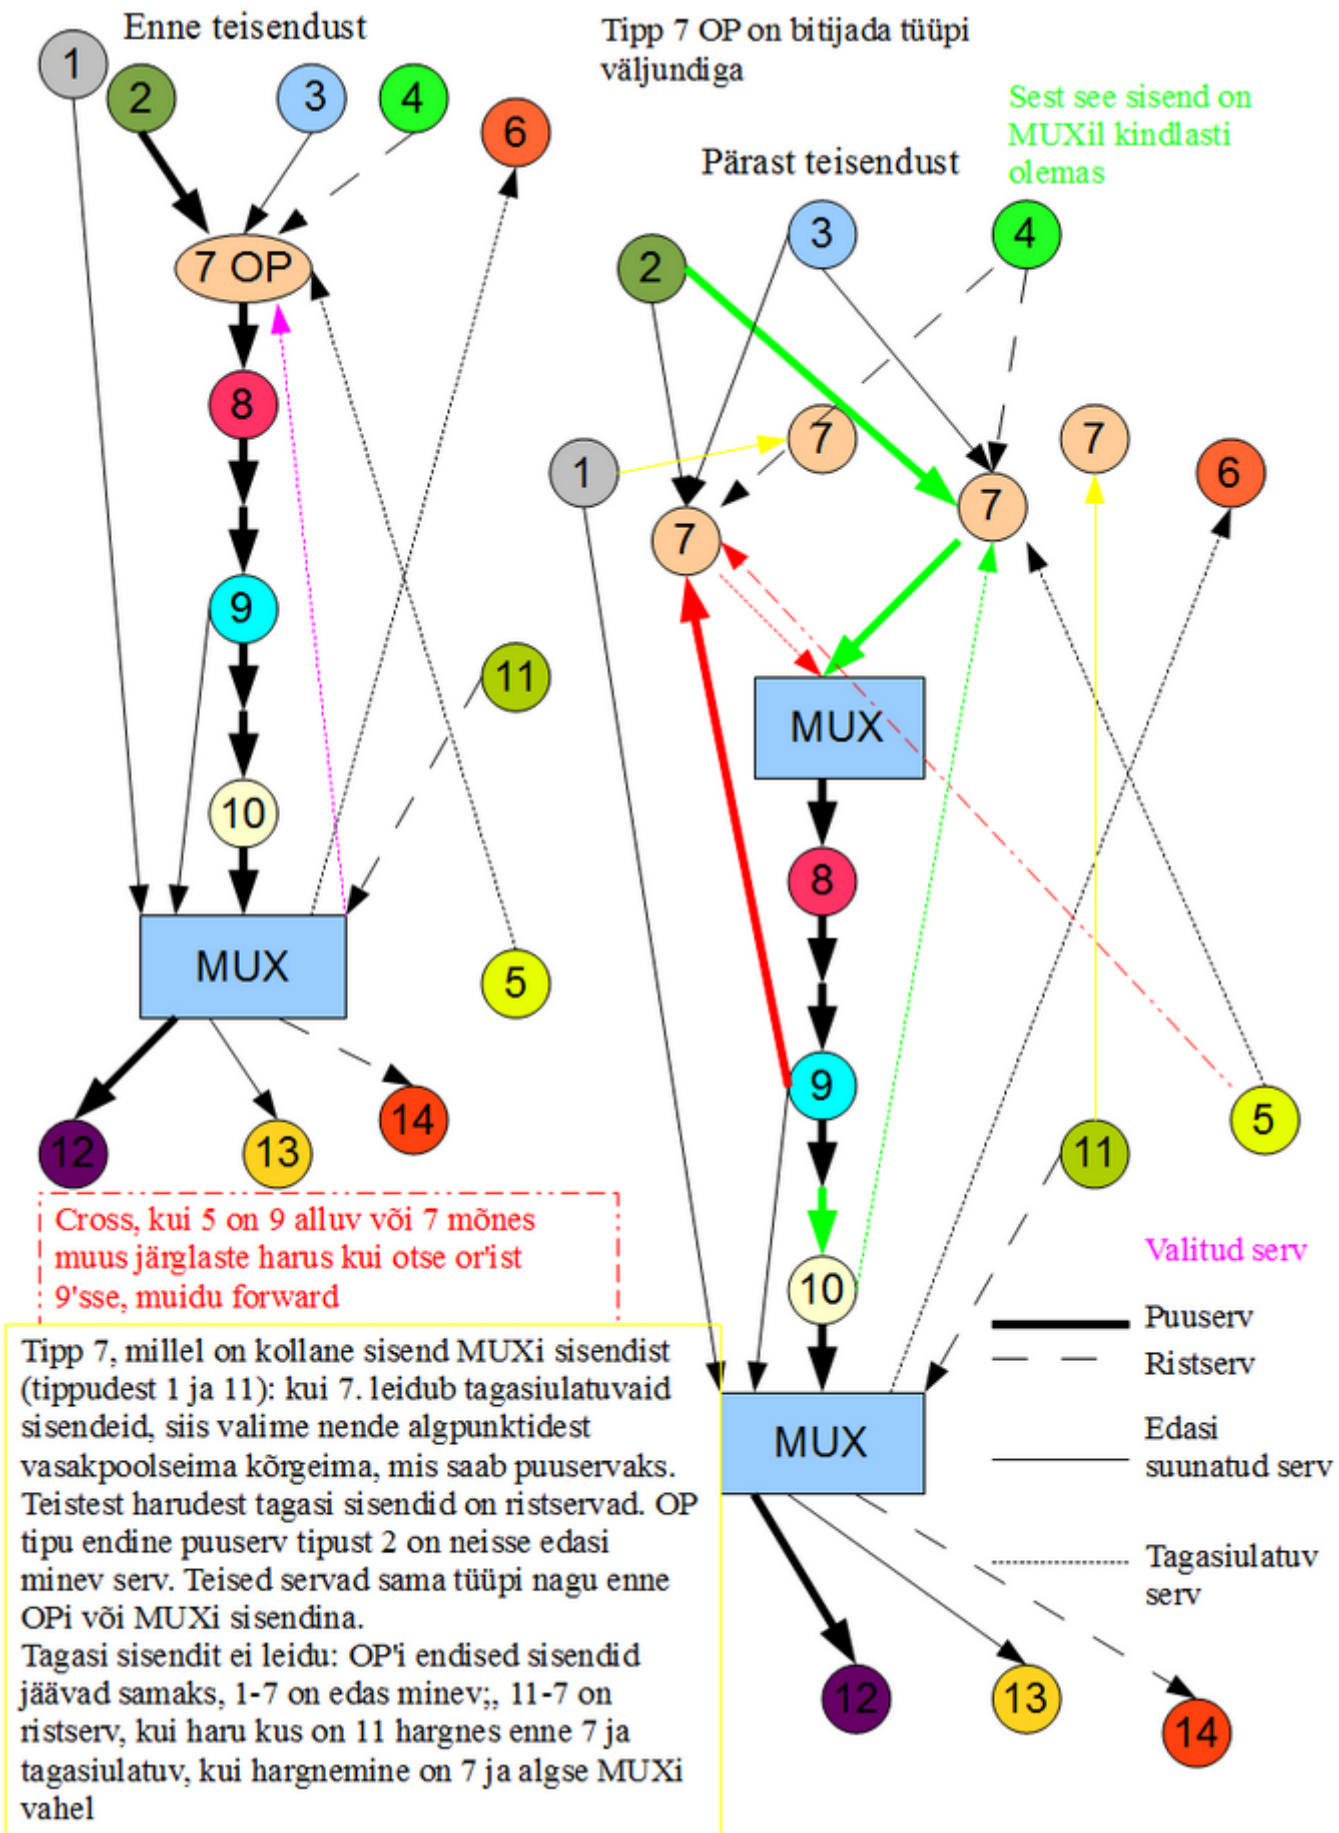 Enne teisendust
1
2
3
4
6
7 OP
8
9
11
10
MUX
5
12
13
14
Tipp 7 OP on bitijada tüüpi
väljundiga
Sest see sisend on
MUXil kindlasti
olemas
Pärast teisendust
3
4
2
7
7
1
6
7
7
MUX
8
9
5
11
10
MUX
12
13
14
Valitud serv
Puuserv
Ristserv
Edasi
suunatud serv
Tagasiulatuv
serv
Cross, kui 5 on 9 alluv või 7 mõnes
muus järglaste harus kui otse or'ist
9'sse, muidu forward
Tipp 7, millel on kollane sisend MUXi sisendist
(tippudest 1 ja 11): kui 7. leidub tagasiulatuvaid
sisendeid, siis valime nende algpunktidest
vasakpoolseima kõrgeima, mis saab puuservaks.
Teistest harudest tagasi sisendid on ristservad. OP
tipu endine puuserv tipust 2 on neisse edasi
minev serv. Teised servad sama tüüpi nagu enne
OPi või MUXi sisendina.
Tagasi sisendit ei leidu: OP'i endised sisendid
jäävad samaks, 1-7 on edas minev;, 11-7 on
ristserv, kui haru kus on 11 hargnes enne 7 ja
tagasiulatuv, kui hargnemine on 7 ja algse MUXi
vahel